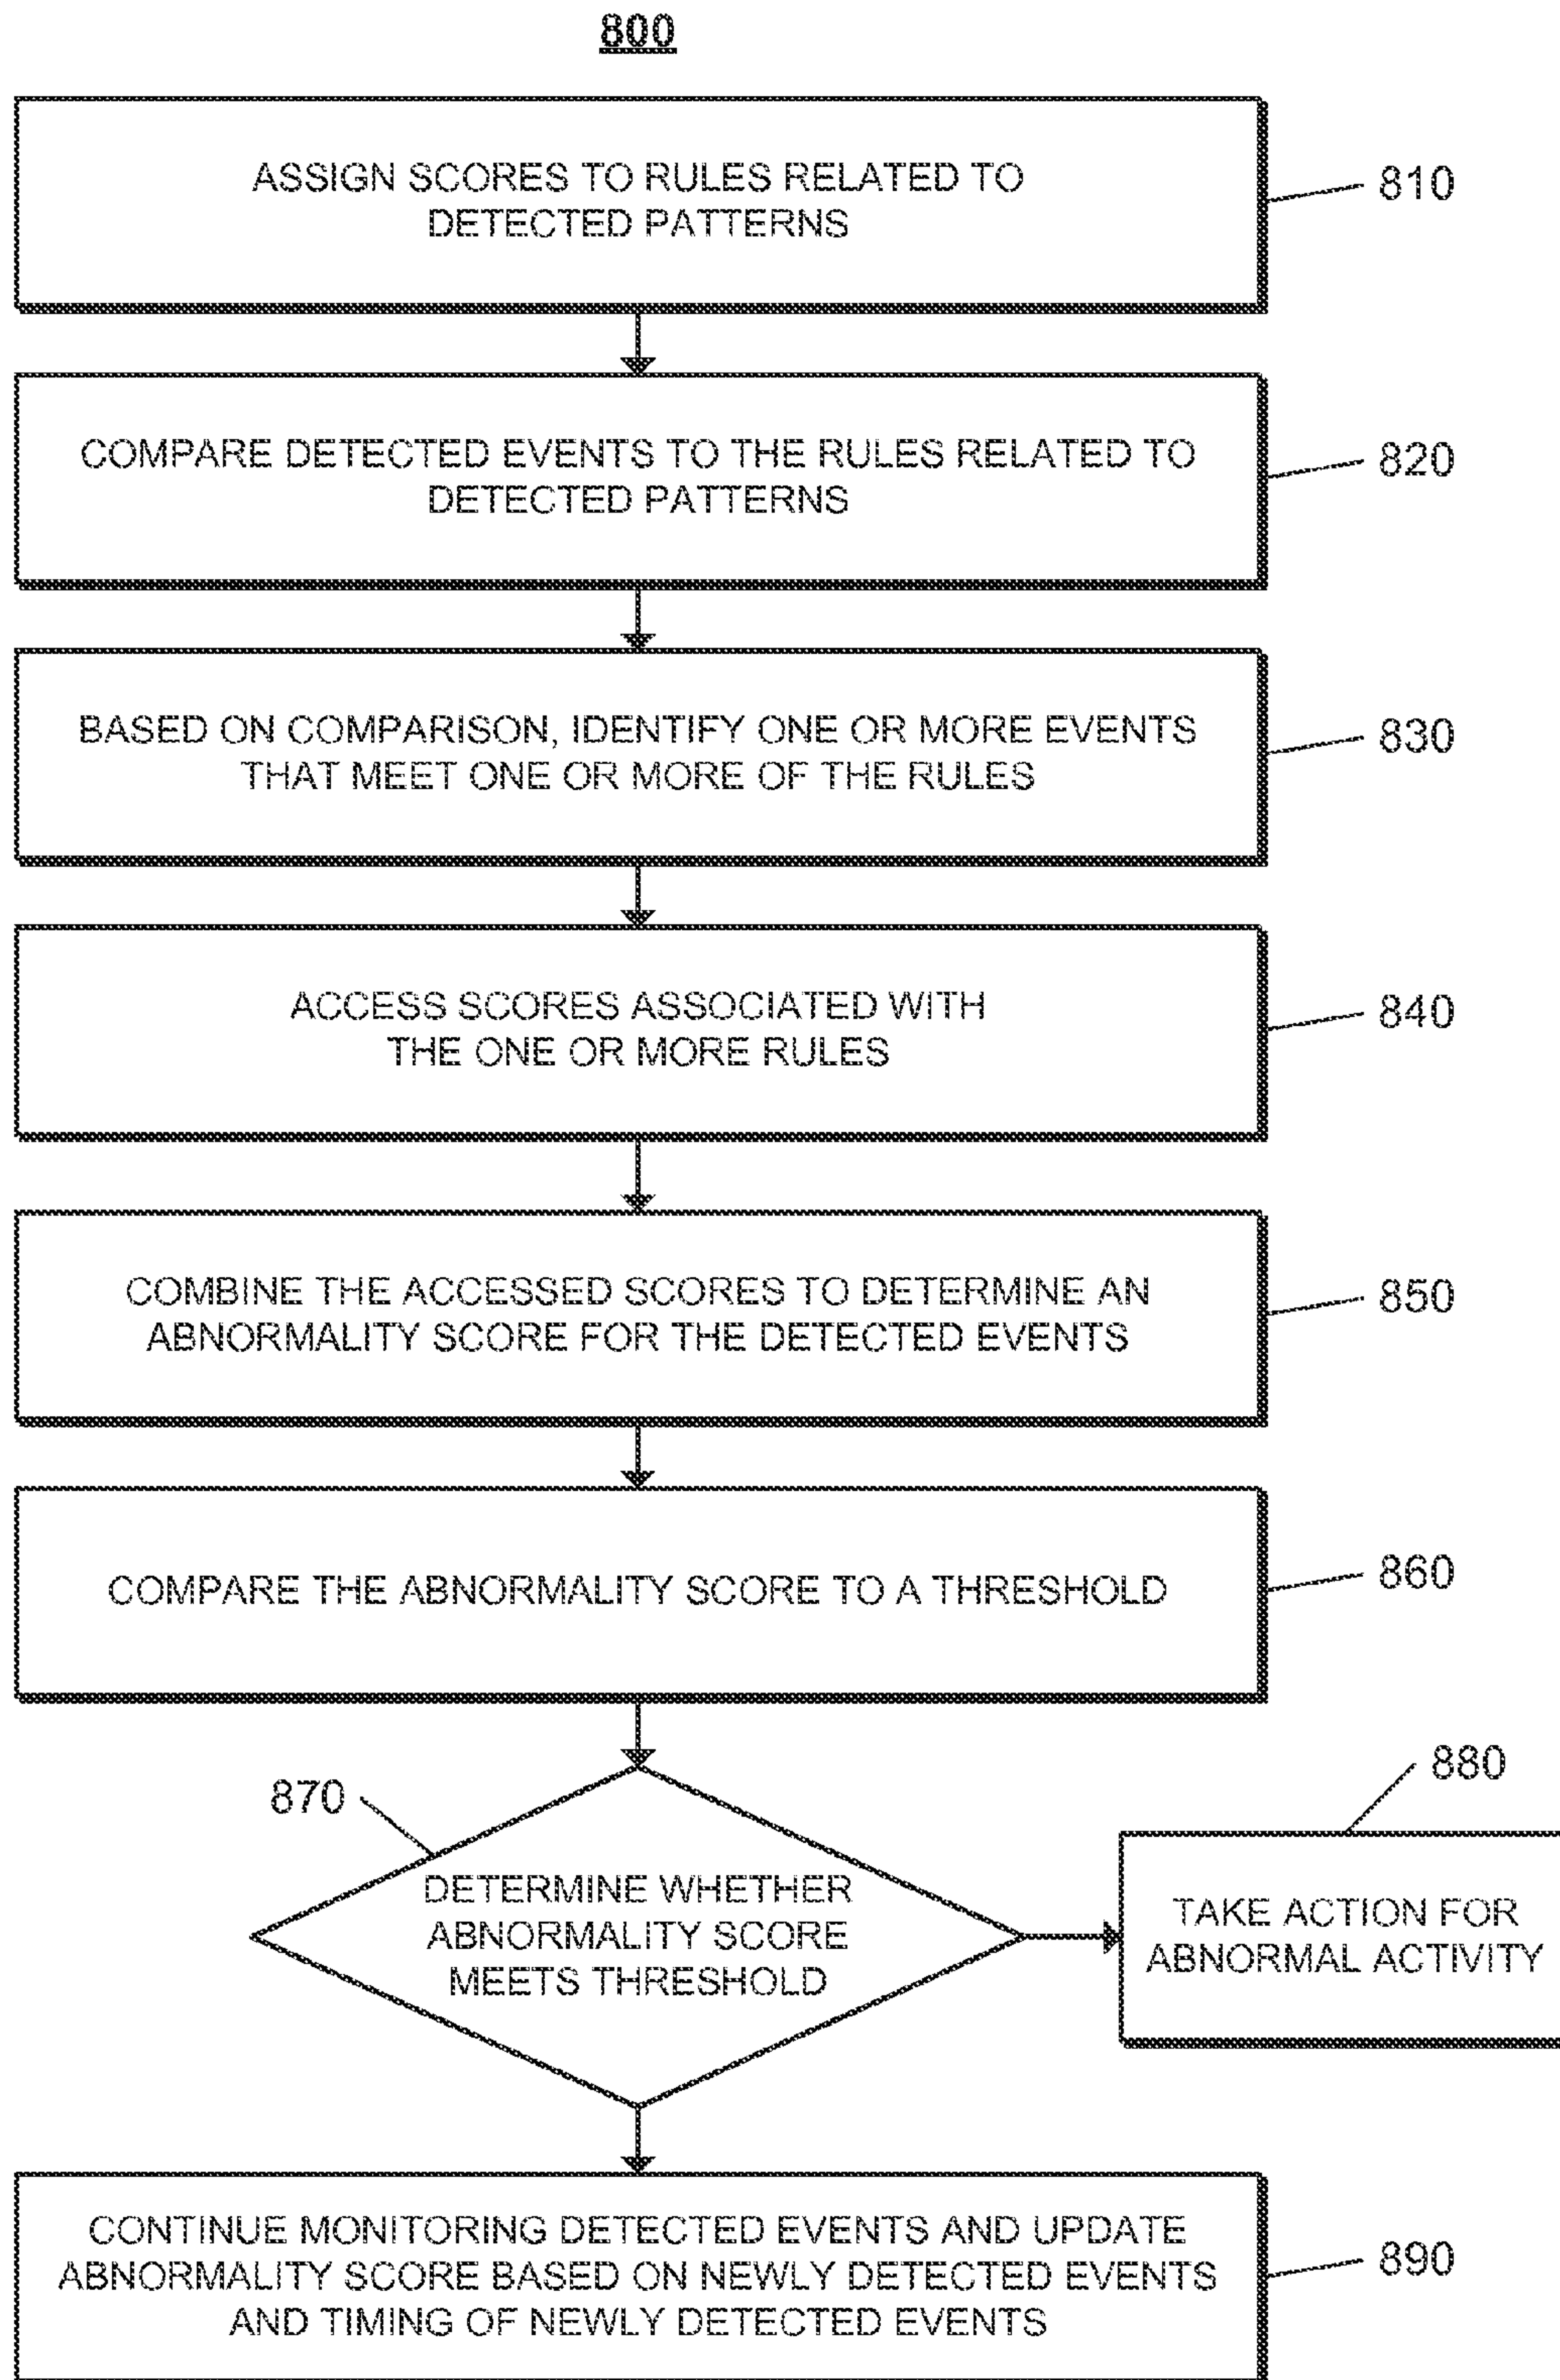 800
ASSIGN SCORES TO RULES RELATED TO
DETECTED PATTERNS
810
COMPARE DETECTED EVENTS TO THE RULES RELATED TO
DETECTED PATTERNS
820
BASED ON COMPARISON, IDENTIFY ONE OR MORE EVENTS
THAT MEET ONE OR MORE OF THE RULES
830
ACCESS SCORES ASSOCIATED WITH
THE ONE OR MORE RULES
840
COMBINE THE ACCESSED SCORES TO DETERMINE AN
ABNORMALITY SCORE FOR THE DETECTED EVENTS
850
COMPARE THE ABNORMALITY SCORE TO A THRESHOLD
860
870
DETERMINE WHETHER
ABNORMALITY SCORE
MEETS THRESHOLD
880
TAKE ACTION FOR
ABNORMAL ACTIVITY
CONTINUE MONITORING DETECTED EVENTS AND UPDATE
ABNORMALITY SCORE BASED ON NEWLY DETECTED EVENTS
AND TIMING OF NEWLY DETECTED EVENTS
890